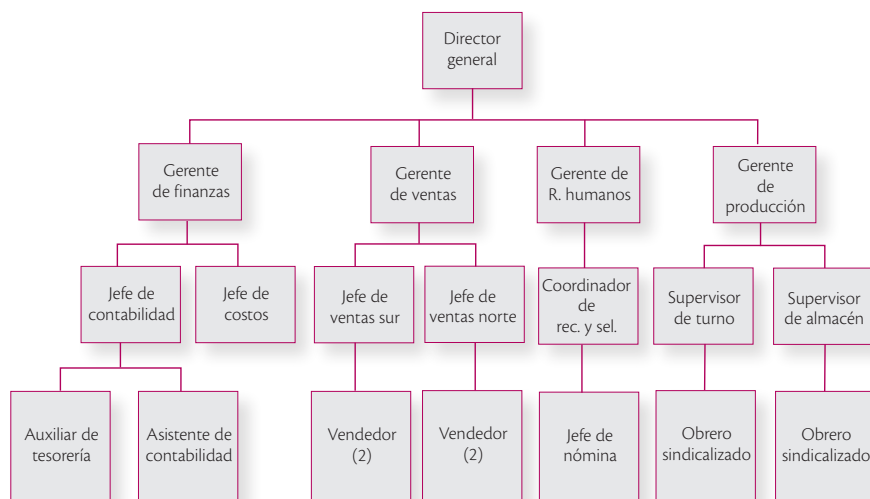 Director
general
Gerente
de finanzas
Gerente
de ventas
Gerente de
R. humanos
Gerente
de
producción
Jefe de
contabilidad
Jefe de
costos
Jefe de
ventas sur
Jefe de
ventas norte
Coordinador
de
rec. y sel.
Supervisor
de turno
Supervisor
de almacén
Auxiliar de
tesorería
Asistente de
contabilidad
Vendedor
(2)
Vendedor
(2)
Jefe de
nómina
Obrero
sindicalizado
Obrero
sindicalizado